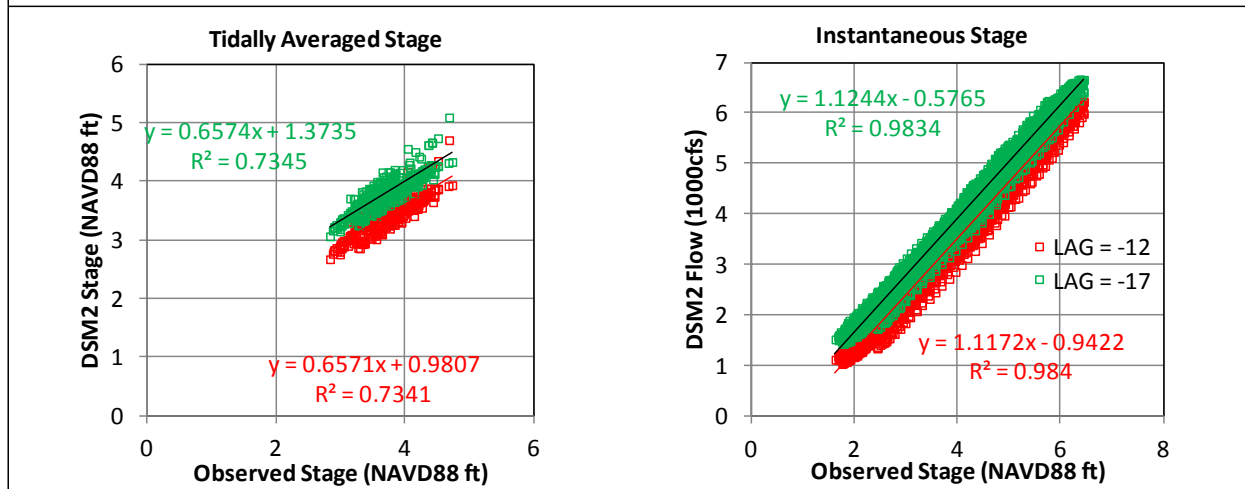 Tidally Averaged Stage
6
5
4
3
2
1
0
0
2
4
6
DSM2 Stage (NAVD88 ft)
Observed Stage (NAVD88 ft)
y = 0.6574x + 1.3735
R² = 0.7345
y = 0.6571x + 0.9807
R² = 0.7341
Instantaneous Stage
7
6
5
4
3
2
1
0
0
2
4
6
8
DSM2 Flow (1000cfs)
Observed Stage (NAVD88 ft)
y = 1.1244x - 0.5765
R² = 0.9834
LAG = -12
LAG = -17
y = 1.1172x - 0.9422
R² = 0.984